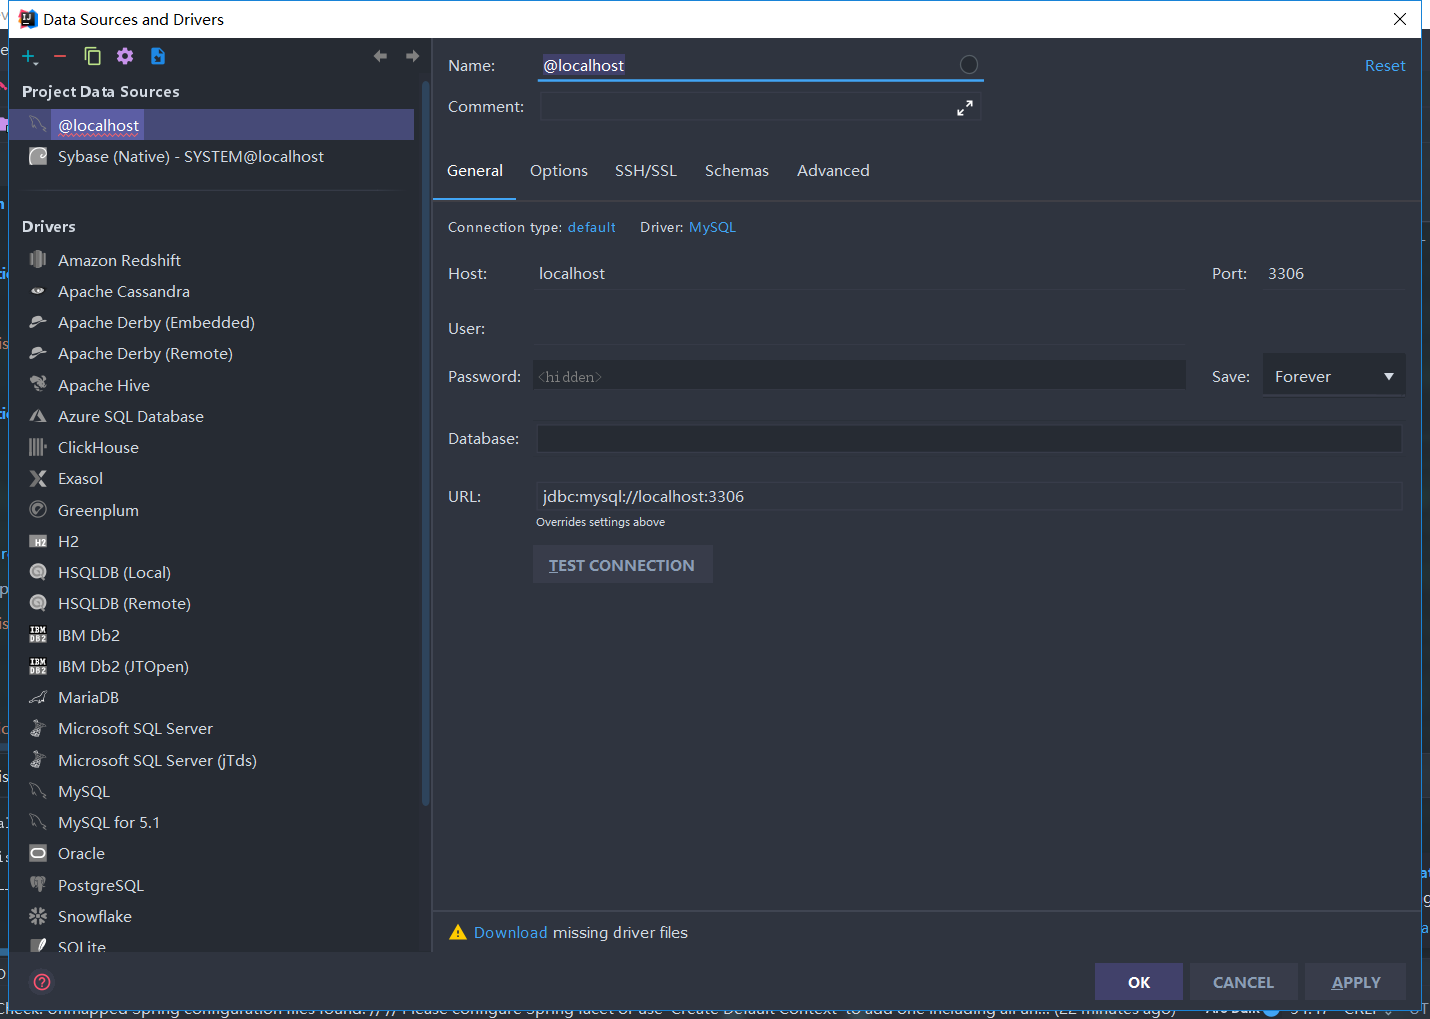 Data Sources and Drivers
Project Data Sources
@localhost
Sybase (Native) - SYSTEM@localhost
Drivers
Amazon Redshift
Apache Cassandra
Apache Derby (Embedded)
Apache Derby (Remote)
Apache Hive
Azure SQL Database
ClickHouse
Exasol
Greenplum
H2
HSQLDB (Local)
HSQLDB (Remote)
IBM Db2
IBM Db2 (JTOpen)
MariaDB
Microsoft SQL Server
Microsoft SQL Server (jTds)
MySQL
MySQL for 5.1
Oracle
PostgreSQL
Snowflake
SQLite
Name: @localhost
Reset
Comment:
General Options SSH/SSL Schemas Advanced
Connection type: default Driver: MySQL
Host: localhost Port: 3306
User:
Password: <hidden> Save: Forever
Database:
URL: jdbc:mysql://localhost:3306
Overrides settings above
TEST CONNECTION
Download missing driver files
OK CANCEL APPLY